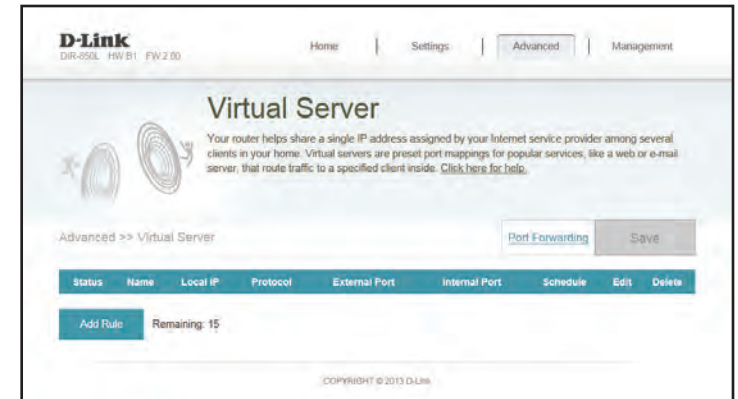 D-Link
DIR-850L HW:B1 FW:2.00
Home | Settings | Advanced | Management
Virtual Server
Your router helps share a single IP address assigned by your Internet service provider among several
clients in your home. Virtual servers are preset port mappings for popular services, like a web or e-mail
server, that route traffic to a specified client inside. Click here for help.
Advanced >> Virtual Server
Port Forwarding
Save
Status Name Local IP Protocol External Port Internal Port Schedule Edit Delete
Add Rule
Remaining: 15
COPYRIGHT © 2013 D-Link